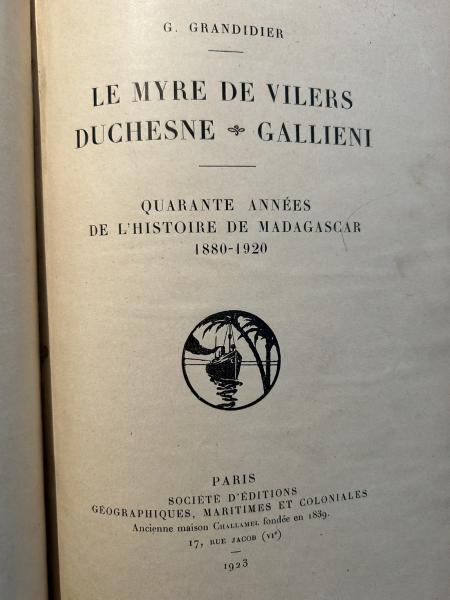 G. GRANDIDIER
LE MYRE DE VILERS
DUCHESNE GALLIENI
QUARANTE ANNÉES
DE L'HISTOIRE DE MADAGASCAR
1880-1920
PARIS
SOCIÉTÉ D'ÉDITIONS
GÉOGRAPHIQUES, MARITIMES ET COLONIALES
Ancienne maison CHALLAMEL fondée en 1839.
17, RUE JACOB (VIe)
1923